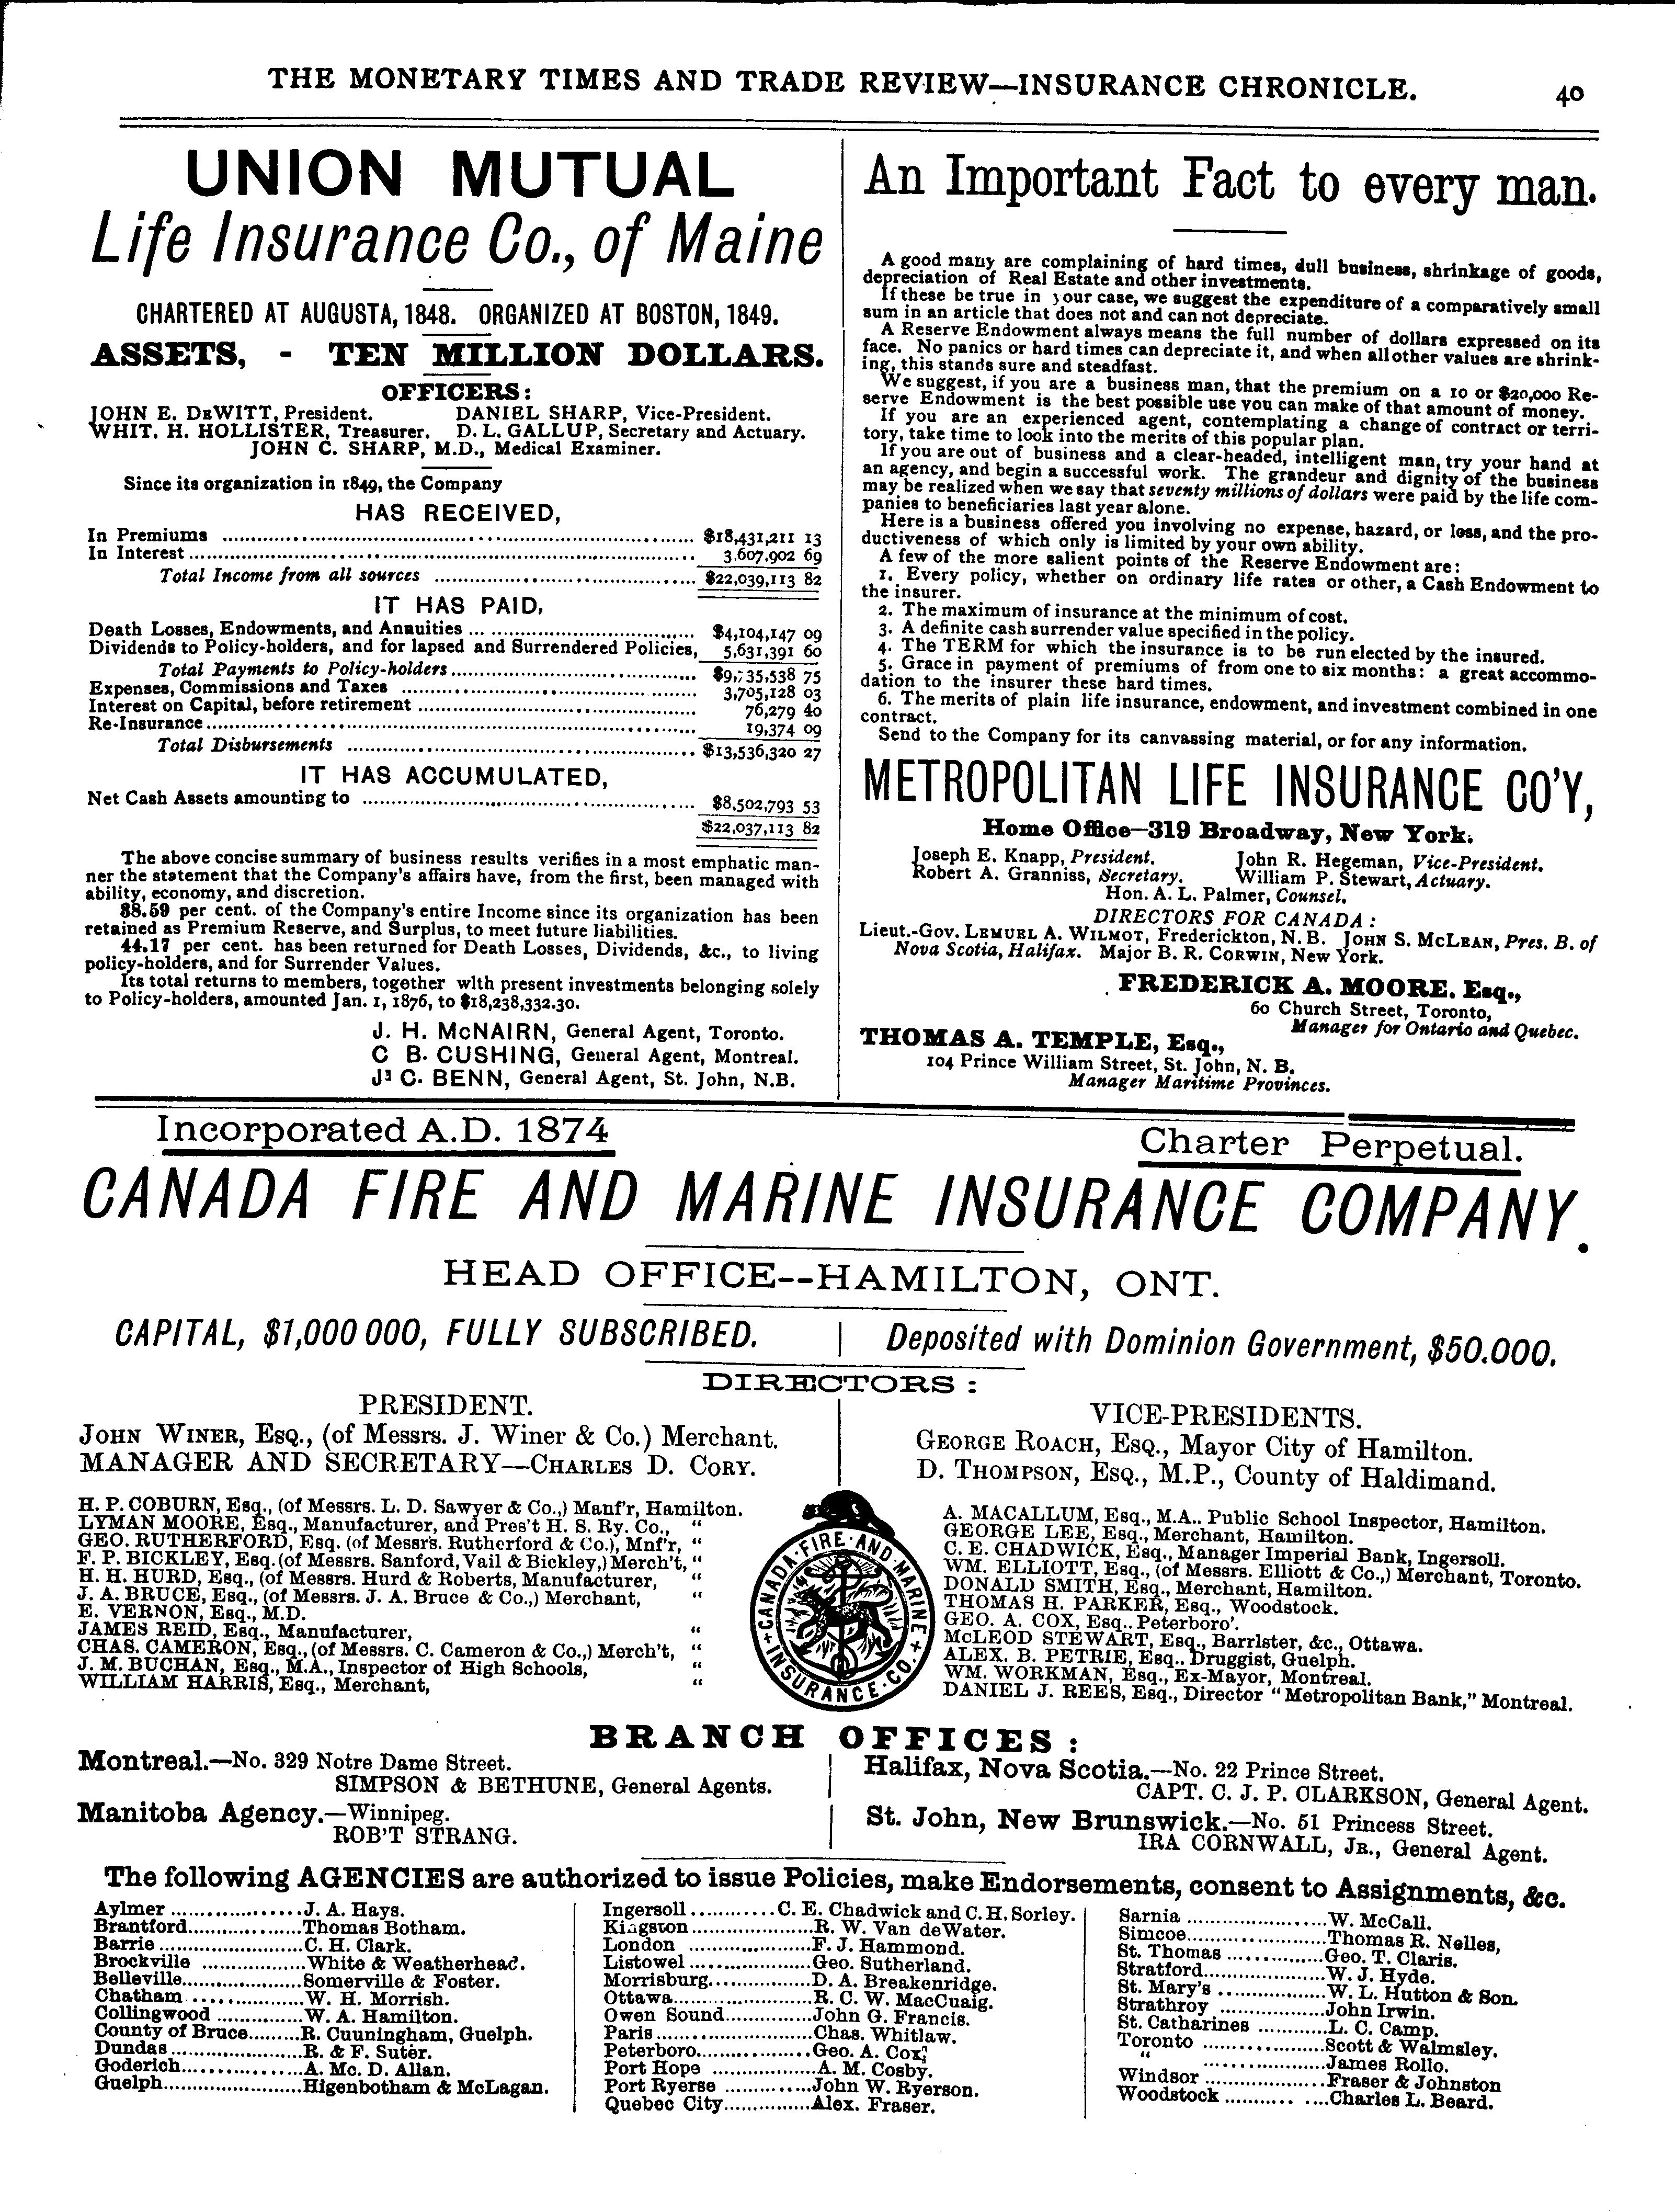 THE MONETARY TIMES AND TRADE REVIEW—INSURANCE CHRONICLE.
40
UNION MUTUAL
Life Insurance Co., of Maine
CHARTERED AT AUGUSTA, 1848. ORGANIZED AT BOSTON, 1849.
ASSETS, - TEN MILLION DOLLARS.
OFFICERS:
JOHN E. DeWITT, President. DANIEL SHARP, Vice-President.
WHIT. H. HOLLISTER, Treasurer. D. L. GALLUP, Secretary and Actuary.
JOHN C. SHARP, M.D., Medical Examiner.
Since its organization in 1849, the Company
HAS RECEIVED,
In Premiums ........ $18,431,211 13
In Interest ........ 3.607.902 69
Total Income from all sources ........ $22,039,113 82
IT HAS PAID,
Death Losses, Endowments, and Annuities ........ $4,104,147 09
Dividends to Policy-holders, and for lapsed and Surrendered Policies, 5,631,391 60
Total Payments to Policy-holders ........ $9,735,538 75
Expenses, Commissions and Taxes ........ 3,705,128 03
Interest on Capital, before retirement ........ 76,279 40
Re-Insurance ........ 19,374 09
Total Disbursements ........ $13,536,320 27
IT HAS ACCUMULATED,
Net Cash Assets amounting to ........ $8,502,793 53
$22,037,113 82
The above concise summary of business results verifies in a most emphatic man-
ner the statement that the Company's affairs have, from the first, been managed with
ability, economy, and discretion.
38.59 per cent. of the Company's entire Income since its organization has been
retained as Premium Reserve, and Surplus, to meet future liabilities.
44.17 per cent. has been returned for Death Losses, Dividends, &c., to living
policy-holders, and for Surrender Values.
Its total returns to members, together with present investments belonging solely
to Policy-holders, amounted Jan. 1, 1876, to $18,238,332.30.
J. H. McNAIRN, General Agent, Toronto.
C B. CUSHING, General Agent, Montreal.
J. C. BENN, General Agent, St. John, N.B.
An Important Fact to every man.
A good many are complaining of hard times, dull business, shrinkage of goods,
depreciation of Real Estate and other investments.
If these be true in your case, we suggest the expenditure of a comparatively small
sum in an article that does not and can not depreciate.
A Reserve Endowment always means the full number of dollars expressed on its
face. No panics or hard times can depreciate it, and when all other values are shrink-
ing, this stands sure and steadfast.
We suggest, if you are a business man, that the premium on a 10 or $20,000 Re-
serve Endowment is the best possible use you can make of that amount of money.
If you are an experienced agent, contemplating a change of contract or terri-
tory, take time to look into the merits of this popular plan.
If you are out of business and a clear-headed, intelligent man, try your hand at
an agency, and begin a successful work. The grandeur and dignity of the business
may be realized when we say that seventy millions of dollars were paid by the life com-
panies to beneficiaries last year alone.
Here is a business offered you involving no expense, hazard, or loss, and the pro-
ductiveness of which only is limited by your own ability.
A few of the more salient points of the Reserve Endowment are:
1. Every policy, whether on ordinary life rates or other, a Cash Endowment to
the insurer.
2. The maximum of insurance at the minimum of cost.
3. A definite cash surrender value specified in the policy.
4. The TERM for which the insurance is to be run elected by the insured.
5. Grace in payment of premiums of from one to six months: a great accommo-
dation to the insurer these hard times.
6. The merits of plain life insurance, endowment, and investment combined in one
contract.
Send to the Company for its canvassing material, or for any information.
METROPOLITAN LIFE INSURANCE CO'Y,
Home Office—319 Broadway, New York.
Joseph E. Knapp, President. John R. Hegeman, Vice-President.
Robert A. Granniss, Secretary. William P. Stewart, Actuary.
Hon. A. L. Palmer, Counsel.
DIRECTORS FOR CANADA:
Lieut.-Gov. Lemuel A. Wilmot, Frederickton, N. B. John S. McLean, Pres. B. of
Nova Scotia, Halifax. Major B. R. Corwin, New York.
FREDERICK A. MOORE. Esq.,
60 Church Street, Toronto,
Manager for Ontario and Quebec.
THOMAS A. TEMPLE, Esq.,
104 Prince William Street, St. John, N. B.
Manager Maritime Provinces.
Incorporated A.D. 1874
Charter Perpetual.
CANADA FIRE AND MARINE INSURANCE COMPANY.
HEAD OFFICE--HAMILTON, ONT.
CAPITAL, $1,000 000, FULLY SUBSCRIBED. | Deposited with Dominion Government, $50.000.
DIRECTORS:
PRESIDENT.
John Winer, Esq., (of Messrs. J. Winer & Co.) Merchant.
MANAGER AND SECRETARY—Charles D. Cory.
VICE-PRESIDENTS.
George Roach, Esq., Mayor City of Hamilton.
D. Thompson, Esq., M.P., County of Haldimand.
H. P. COBURN, Esq., (of Messrs. L. D. Sawyer & Co.,) Manf'r, Hamilton.
LYMAN MOORE, Esq., Manufacturer, and Pres't H. S. Ry. Co., "
GEO. RUTHERFORD, Esq. (of Messrs. Rutherford & Co.), Mnf'r, "
F. P. BICKLEY, Esq. (of Messrs. Sanford, Vail & Bickley,) Merch't, "
H. H. HURD, Esq., (of Messrs. Hurd & Roberts, Manufacturer, "
J. A. BRUCE, Esq., (of Messrs. J. A. Bruce & Co.,) Merchant, "
E. VERNON, Esq., M.D.
JAMES REID, Esq., Manufacturer, "
CHAS. CAMERON, Esq., (of Messrs. C. Cameron & Co.,) Merch't, "
J. M. BUCHAN, Esq., M.A., Inspector of High Schools, "
WILLIAM HARRIS, Esq., Merchant, "
CANADA·FIRE·AND·MARINE
INSURANCE·CO.
A. MACALLUM, Esq., M.A.. Public School Inspector, Hamilton.
GEORGE LEE, Esq., Merchant, Hamilton.
C. E. CHADWICK, Esq., Manager Imperial Bank, Ingersoll.
WM. ELLIOTT, Esq., (of Messrs. Elliott & Co.,) Merchant, Toronto.
DONALD SMITH, Esq., Merchant, Hamilton.
THOMAS H. PARKER, Esq., Woodstock.
GEO. A. COX, Esq.. Peterboro'.
McLEOD STEWART, Esq., Barrister, &c., Ottawa.
ALEX. B. PETRIE, Esq.. Druggist, Guelph.
WM. WORKMAN, Esq., Ex-Mayor, Montreal.
DANIEL J. REES, Esq., Director "Metropolitan Bank," Montreal.
BRANCH OFFICES:
Montreal.—No. 329 Notre Dame Street.
SIMPSON & BETHUNE, General Agents.
Manitoba Agency.—Winnipeg.
ROB'T STRANG.
Halifax, Nova Scotia.—No. 22 Prince Street.
CAPT. C. J. P. CLARKSON, General Agent.
St. John, New Brunswick.—No. 51 Princess Street.
IRA CORNWALL, Jr., General Agent.
The following AGENCIES are authorized to issue Policies, make Endorsements, consent to Assignments, &c.
Aylmer ........ J. A. Hays.
Brantford ........ Thomas Botham.
Barrie ........ C. H. Clark.
Brockville ........ White & Weatherhead.
Belleville ........ Somerville & Foster.
Chatham ........ W. H. Morrish.
Collingwood ........ W. A. Hamilton.
County of Bruce ........ R. Cuuningham, Guelph.
Dundas ........ R. & F. Suter.
Goderich ........ A. Mc. D. Allan.
Guelph ........ Higenbotham & McLagan.
Ingersoll ........ C. E. Chadwick and C. H. Sorley.
Kingston ........ R. W. Van deWater.
London ........ F. J. Hammond.
Listowel ........ Geo. Sutherland.
Morrisburg ........ D. A. Breakenridge.
Ottawa ........ R. C. W. MacCuaig.
Owen Sound ........ John G. Francis.
Paris ........ Chas. Whitlaw.
Peterboro ........ Geo. A. Cox,
Port Hope ........ A. M. Cosby.
Port Ryerse ........ John W. Ryerson.
Quebec City ........ Alex. Fraser.
Sarnia ........ W. McCall.
Simcoe ........ Thomas R. Nelles,
St. Thomas ........ Geo. T. Claris.
Stratford ........ W. J. Hyde.
St. Mary's ........ W. L. Hutton & Son.
Strathroy ........ John Irwin.
St. Catharines ........ L. C. Camp.
Toronto ........ Scott & Walmsley.
" ........ James Rollo.
Windsor ........ Fraser & Johnston
Woodstock ........ Charles L. Beard.